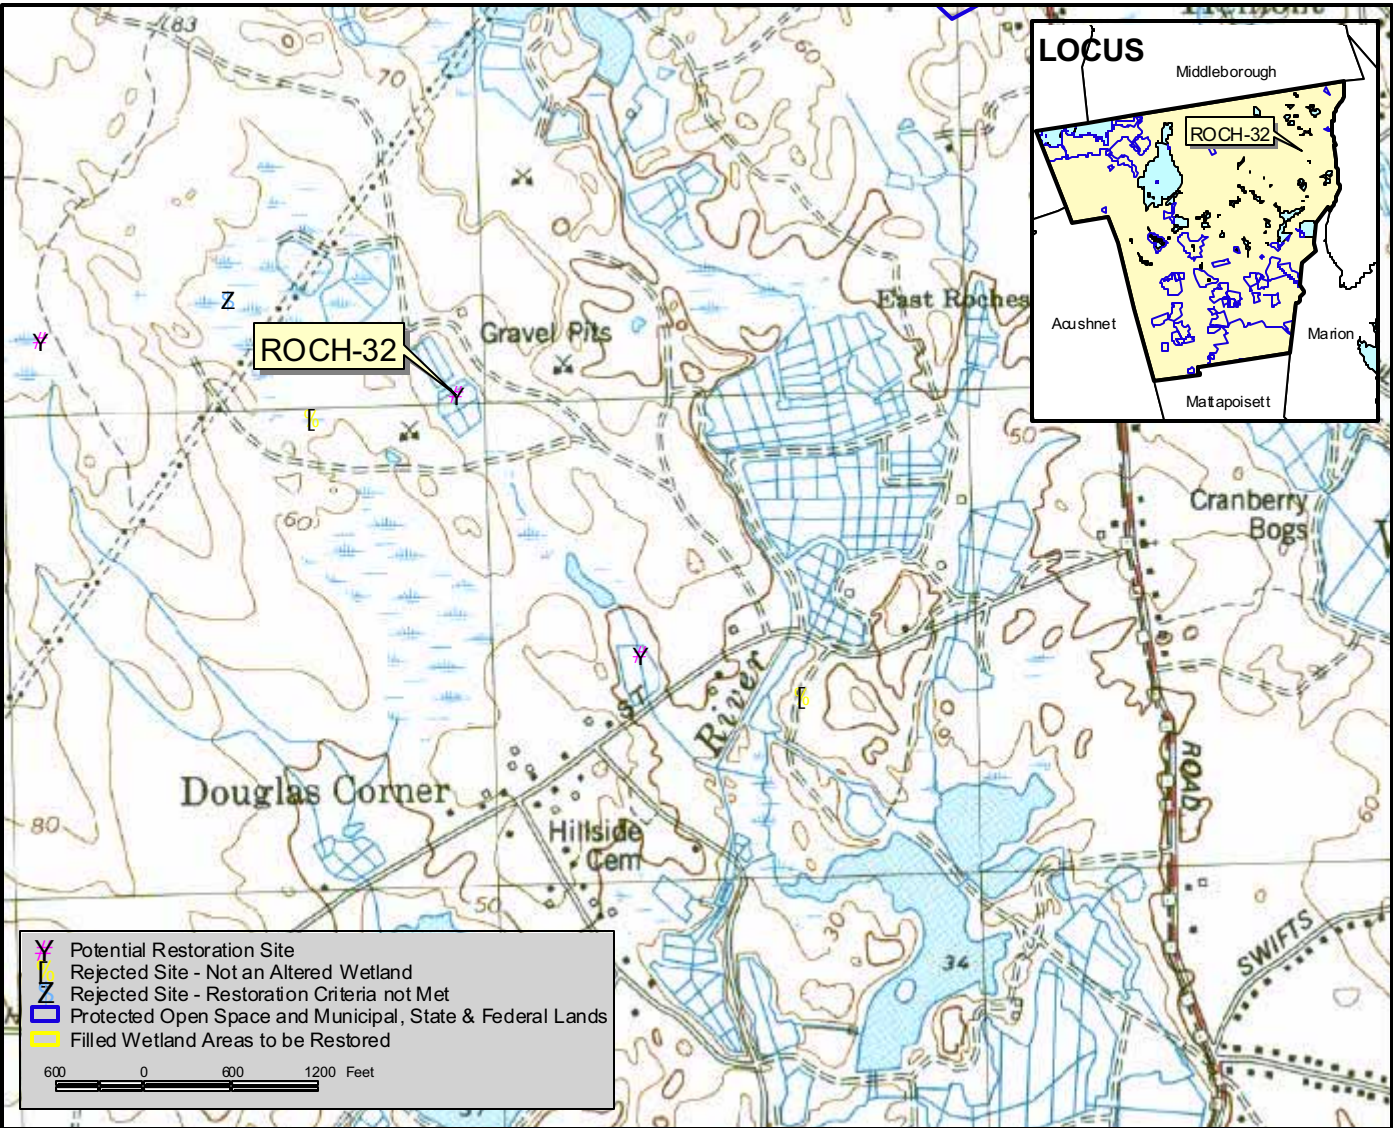 83
70
60
LOCUS
Middleborough
ROCH-32
Acushnet
Marion
Mattapoisett
East Roches
Gravel Pits
ROCH-32
50
Cranberry
Bogs
60
ST
River
Douglas Corner
80
Hillside
Cem
ROAD
60
50
30
34
SWIFTS
Potential Restoration Site
Rejected Site - Not an Altered Wetland
Rejected Site - Restoration Criteria not Met
Protected Open Space and Municipal, State & Federal Lands
Filled Wetland Areas to be Restored
600 0 600 1200 Feet